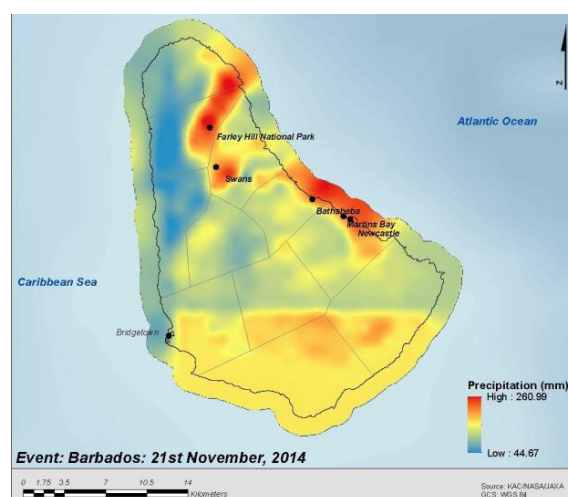 N
Atlantic Ocean
Farley Hill National Park
Swans
Bathsheba
Martins Bay
Newcastle
Caribbean Sea
Bridgetown
Precipitation (mm)
High : 260.99
Low : 44.67
Event: Barbados: 21st November, 2014
0 1.75 3.5 7 10.5 14
Kilometers
Source: KAC/NASA/JAXA
GCS: WGS 84